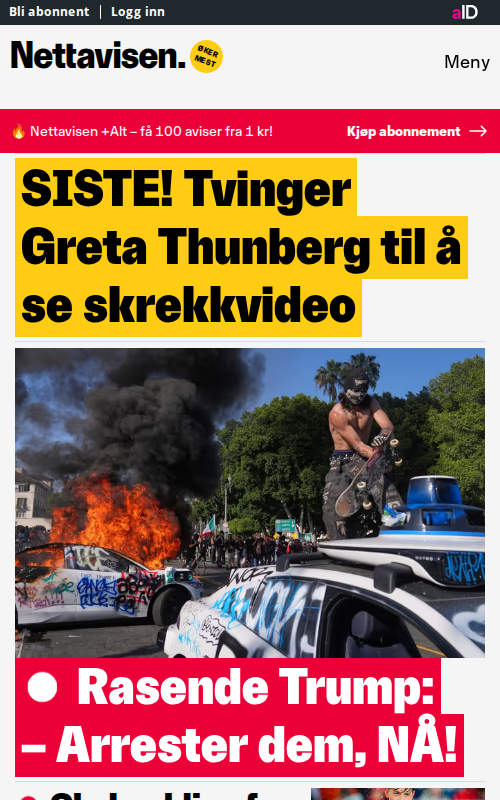 Bli abonnent | Logg inn
aID
Nettavisen.
ØKER
MEST
Meny
🔥 Nettavisen +Alt – få 100 aviser fra 1 kr!
Kjøp abonnement →
SISTE! Tvinger
Greta Thunberg til å
se skrekkvideo
Rasende Trump:
– Arrester dem, NÅ!